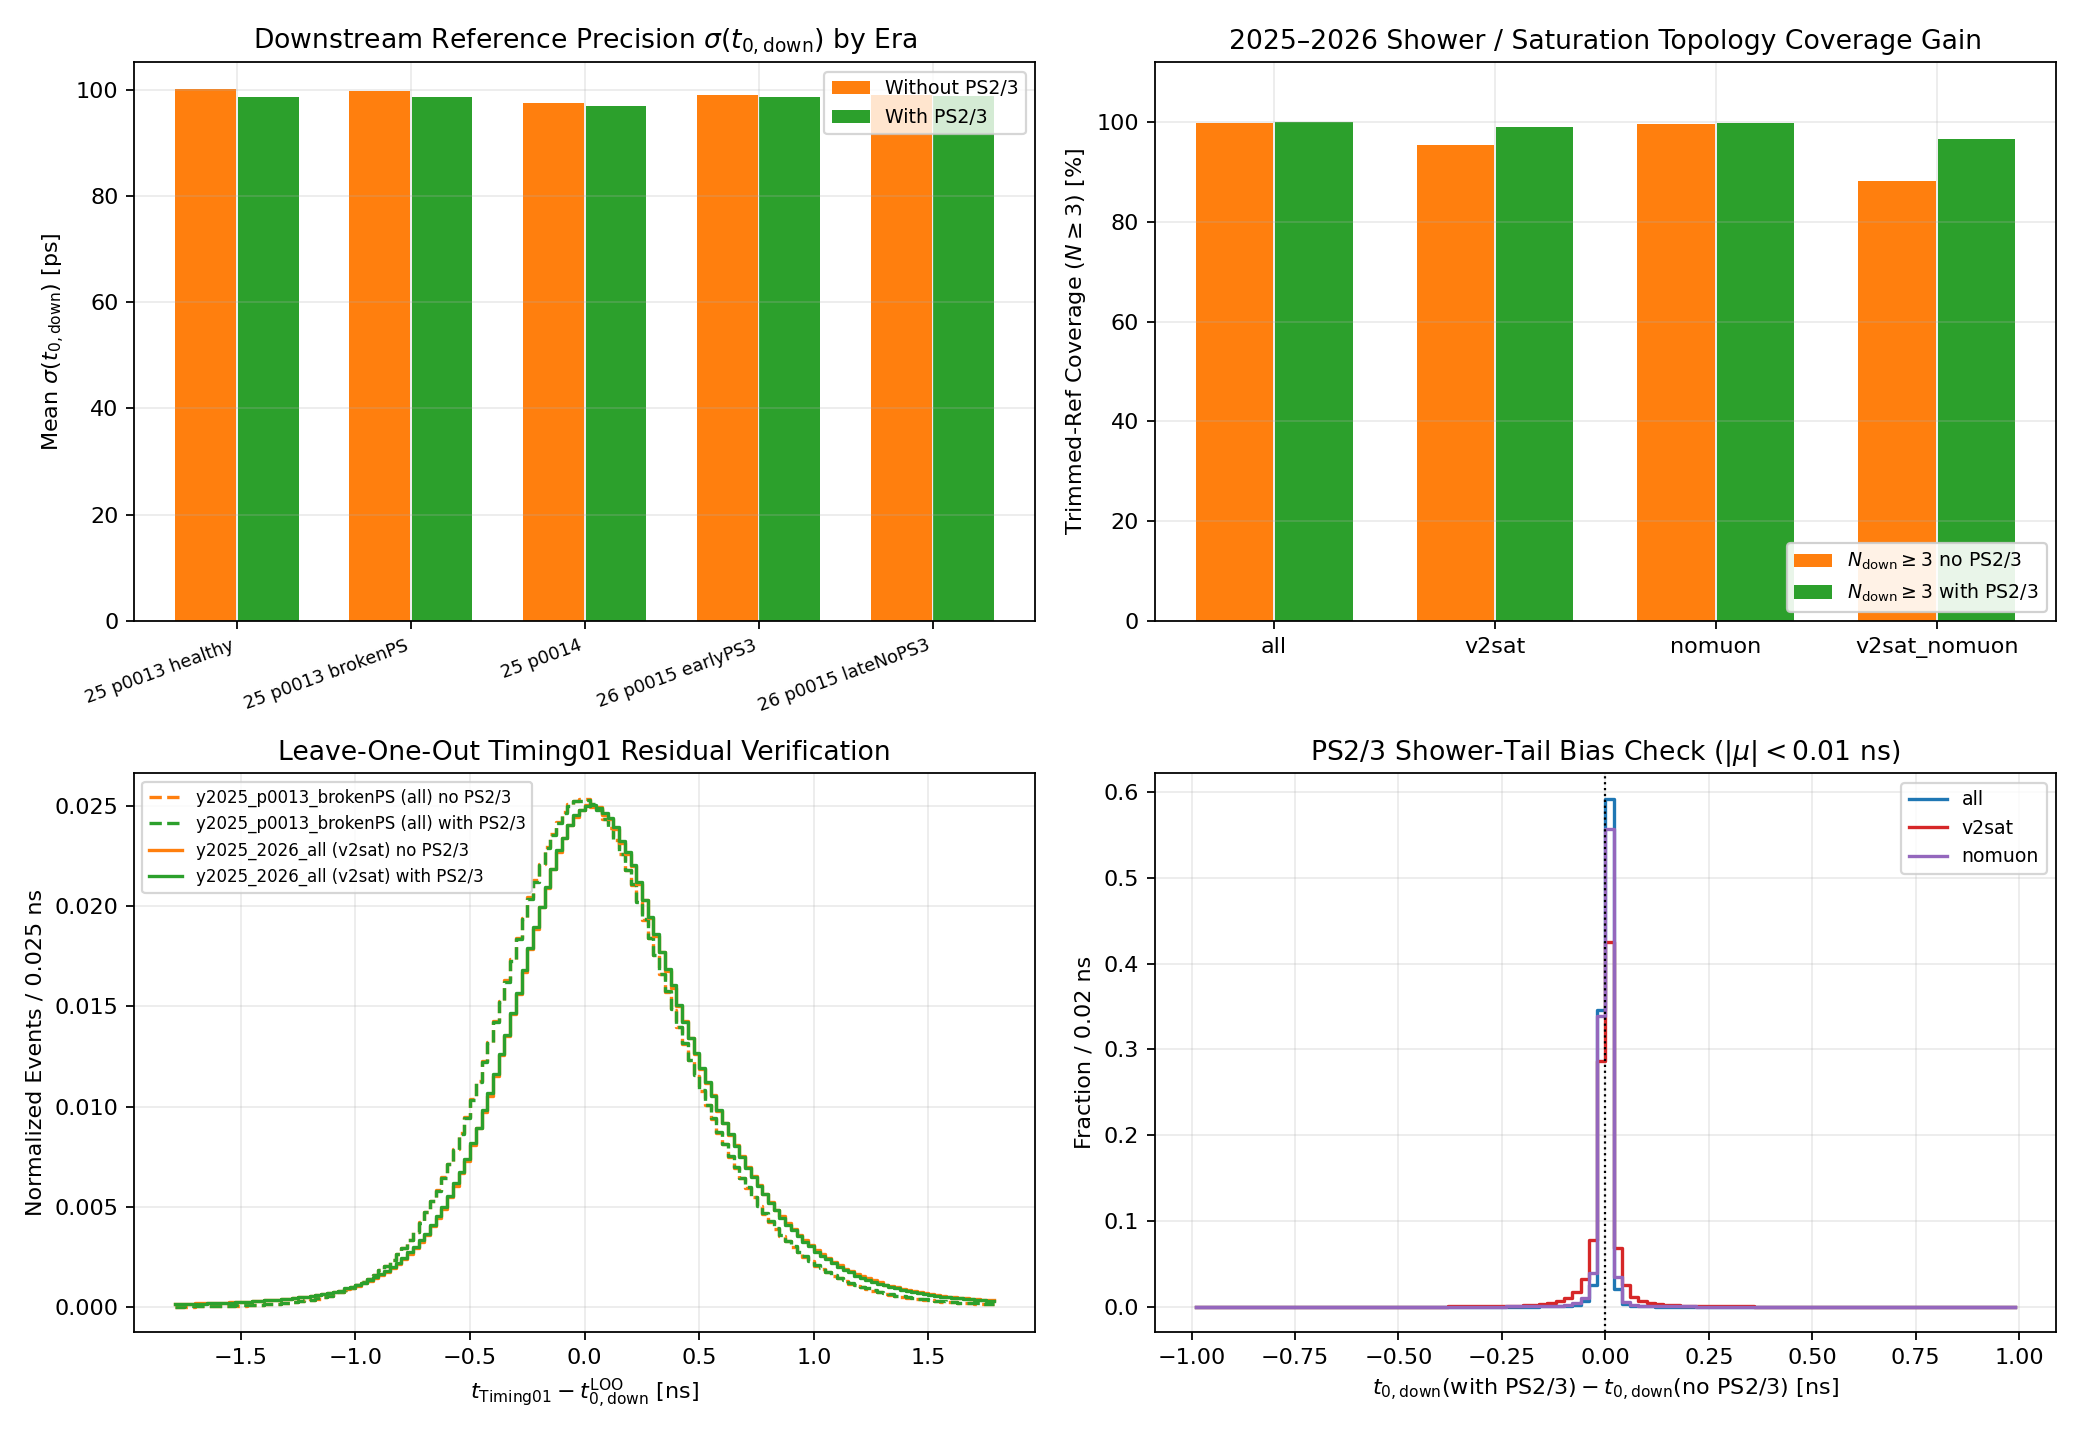 Downstream Reference Precision σ(t₀,down) by Era
Mean σ(t₀,down) [ps]
100
80
60
40
20
0
Without PS2/3
With PS2/3
25 p0013 healthy
25 p0013 brokenPS
25 p0014
26 p0015 earlyPS3
26 p0015 lateNoPS3
2025–2026 Shower / Saturation Topology Coverage Gain
Trimmed-Ref Coverage (N ≥ 3) [%]
100
80
60
40
20
0
N_down ≥ 3 no PS2/3
N_down ≥ 3 with PS2/3
all
v2sat
nomuon
v2sat_nomuon
Leave-One-Out Timing01 Residual Verification
Normalized Events / 0.025 ns
0.025
0.020
0.015
0.010
0.005
0.000
y2025_p0013_brokenPS (all) no PS2/3
y2025_p0013_brokenPS (all) with PS2/3
y2025_2026_all (v2sat) no PS2/3
y2025_2026_all (v2sat) with PS2/3
−1.5 −1.0 −0.5 0.0 0.5 1.0 1.5
t_Timing01 − t₀,down^LOO [ns]
PS2/3 Shower-Tail Bias Check (|μ| < 0.01 ns)
Fraction / 0.02 ns
0.6
0.5
0.4
0.3
0.2
0.1
0.0
all
v2sat
nomuon
−1.00 −0.75 −0.50 −0.25 0.00 0.25 0.50 0.75 1.00
t₀,down(with PS2/3) − t₀,down(no PS2/3) [ns]